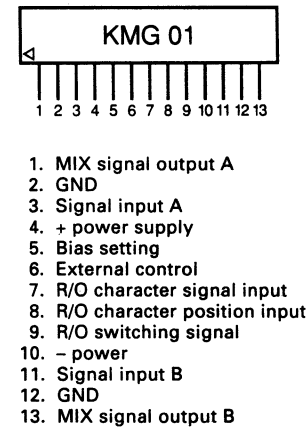 KMG 01
1 2 3 4 5 6 7 8 9 10 11 12 13
1. MIX signal output A
2. GND
3. Signal input A
4. + power supply
5. Bias setting
6. External control
7. R/O character signal input
8. R/O character position input
9. R/O switching signal
10. – power
11. Signal input B
12. GND
13. MIX signal output B